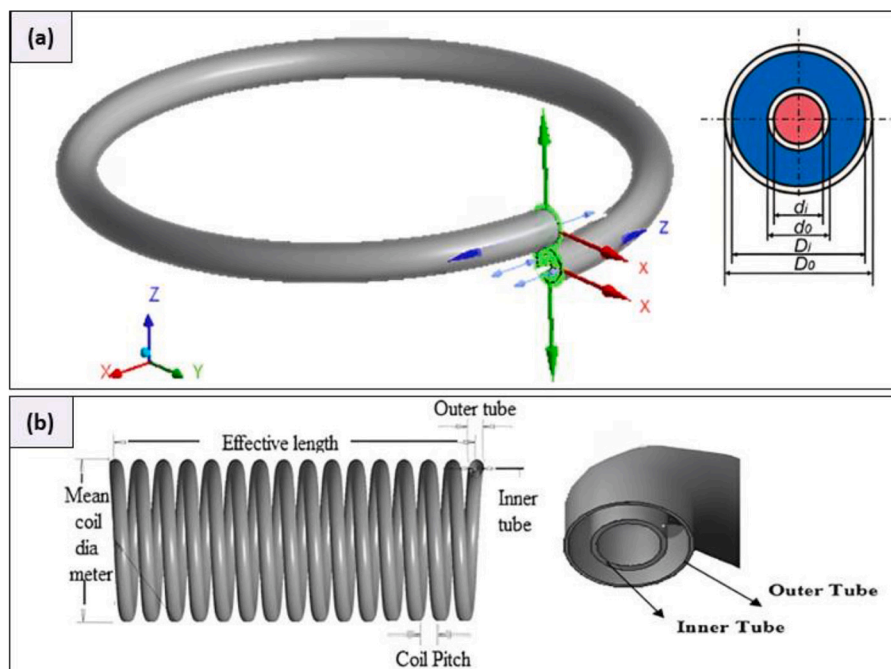 (a)
Z
X
X
Z
X
Y
di
do
Di
Do
(b)
Outer tube
Effective length
Mean
coil
dia
meter
Inner
tube
Coil Pitch
Outer Tube
Inner Tube